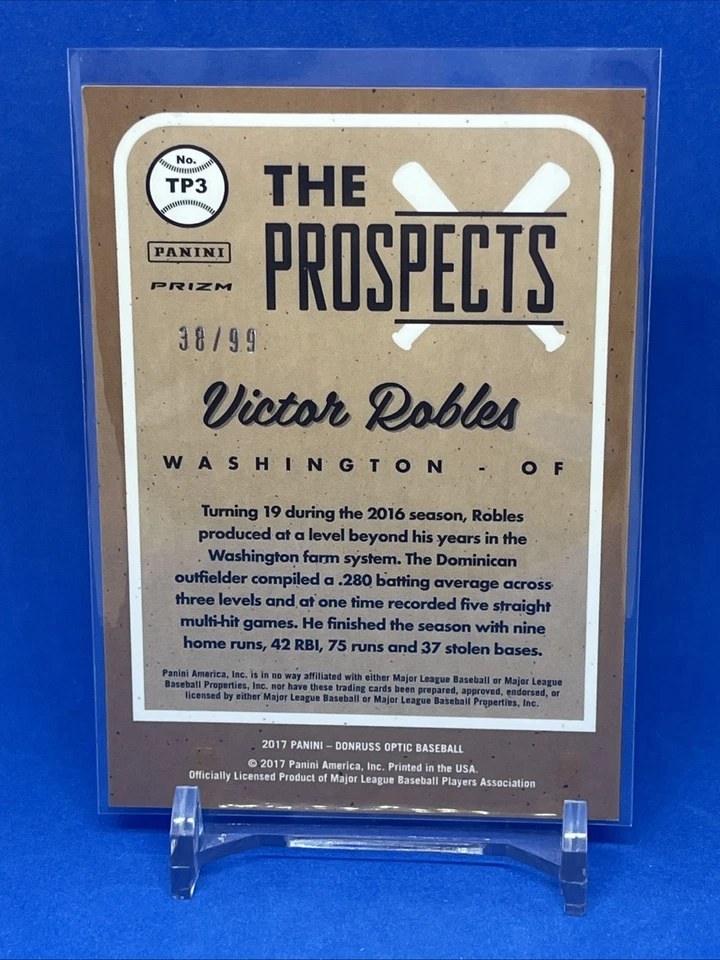 No.
TP3
PANINI
PRIZM
38/99
THE
PROSPECTS
Victor Robles
WASHINGTON - OF
Turning 19 during the 2016 season, Robles
produced at a level beyond his years in the
Washington farm system. The Dominican
outfielder compiled a .280 batting average across
three levels and at one time recorded five straight
multi-hit games. He finished the season with nine
home runs, 42 RBI, 75 runs and 37 stolen bases.
Panini America, Inc. is in no way affiliated with either Major League Baseball or Major League
Baseball Properties, Inc. nor have these trading cards been prepared, approved, endorsed, or
licensed by either Major League Baseball or Major League Baseball Properties, Inc.
2017 PANINI – DONRUSS OPTIC BASEBALL
© 2017 Panini America, Inc. Printed in the USA.
Officially Licensed Product of Major League Baseball Players Association